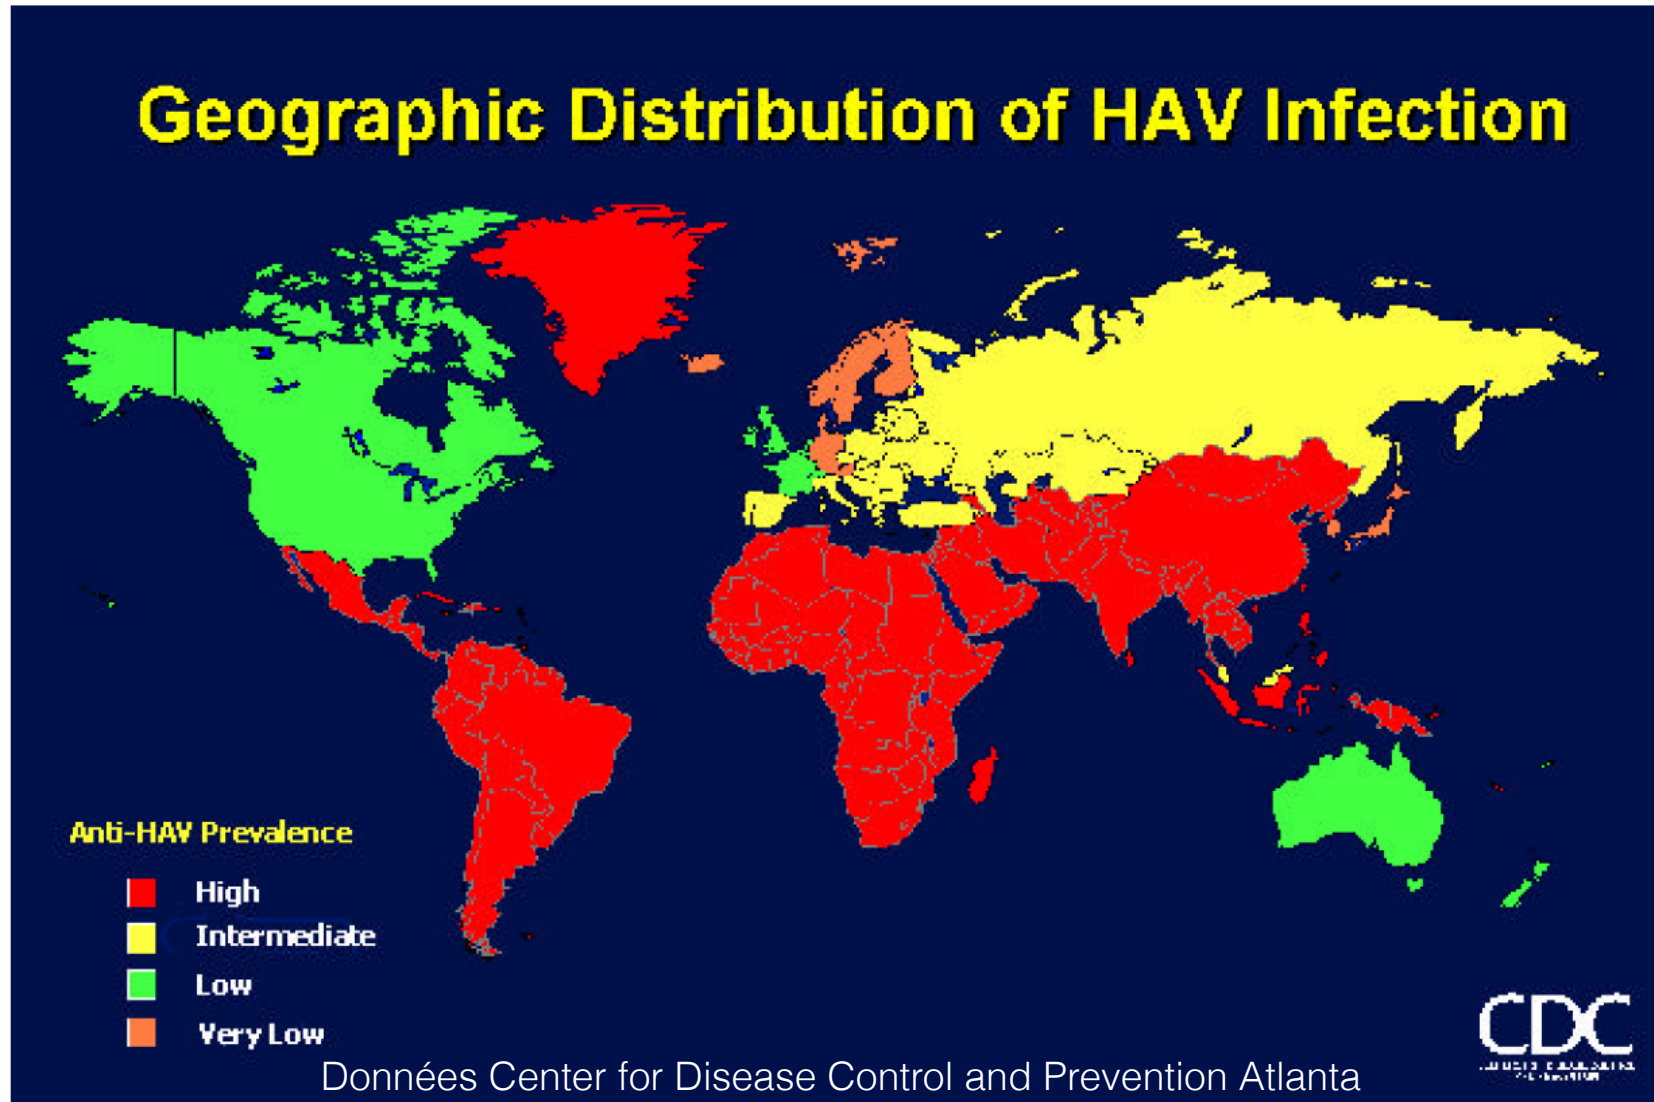 Geographic Distribution of HAV Infection
Anti-HAV Prevalence
High
Intermediate
Low
Very Low
CDC
Données Center for Disease Control and Prevention Atlanta